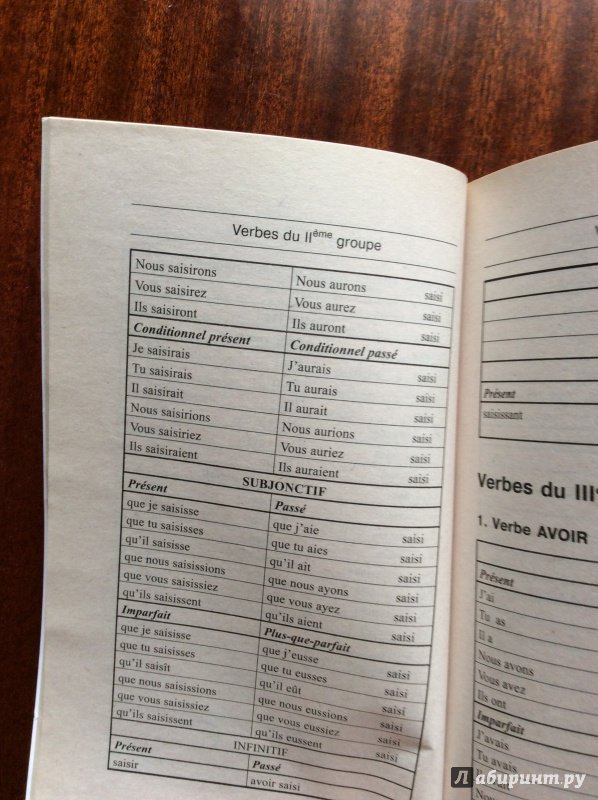 Verbes du IIème groupe
Nous saisirons Nous aurons saisi
Vous saisirez Vous aurez saisi
Ils saisiront Ils auront saisi
Conditionnel présent Conditionnel passé
Je saisirais J'aurais saisi
Tu saisirais Tu aurais saisi
Il saisirait Il aurait saisi
Nous saisirions Nous aurions saisi
Vous saisiriez Vous auriez saisi
Ils saisiraient Ils auraient saisi
SUBJONCTIF
Présent Passé
que je saisisse que j'aie saisi
que tu saisisses que tu aies saisi
qu'il saisisse qu'il ait saisi
que nous saisissions que nous ayons saisi
que vous saisissiez que vous ayez saisi
qu'ils saisissent qu'ils aient saisi
Imparfait Plus-que-parfait
que je saisisse que j'eusse saisi
que tu saisisses que tu eusses saisi
qu'il saisît qu'il eût saisi
que nous saisissions que nous eussions saisi
que vous saisissiez que vous eussiez saisi
qu'ils saisissent qu'ils eussent saisi
INFINITIF
Présent Passé
saisir avoir saisi
Présent
saisissant
Verbes du III
1. Verbe AVOIR
Présent
J'ai
Tu as
Il a
Nous avons
Vous avez
Ils ont
Imparfait
J'avais
Tu avais
Il avait
Лабиринт.ру